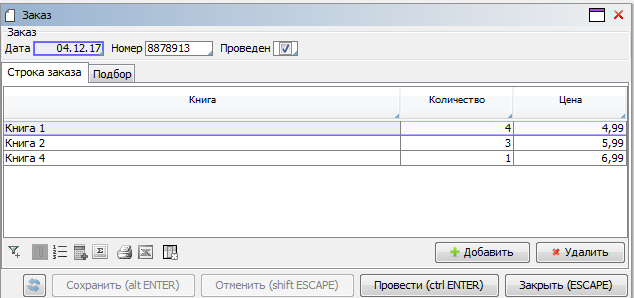 Заказ
Заказ
Дата 04.12.17 Номер 8878913 Проведен
Строка заказа Подбор
Книга Количество Цена
Книга 1 4 4,99
Книга 2 3 5,99
Книга 4 1 6,99
Добавить Удалить
Сохранить (alt ENTER) Отменить (shift ESCAPE) Провести (ctrl ENTER) Закрыть (ESCAPE)